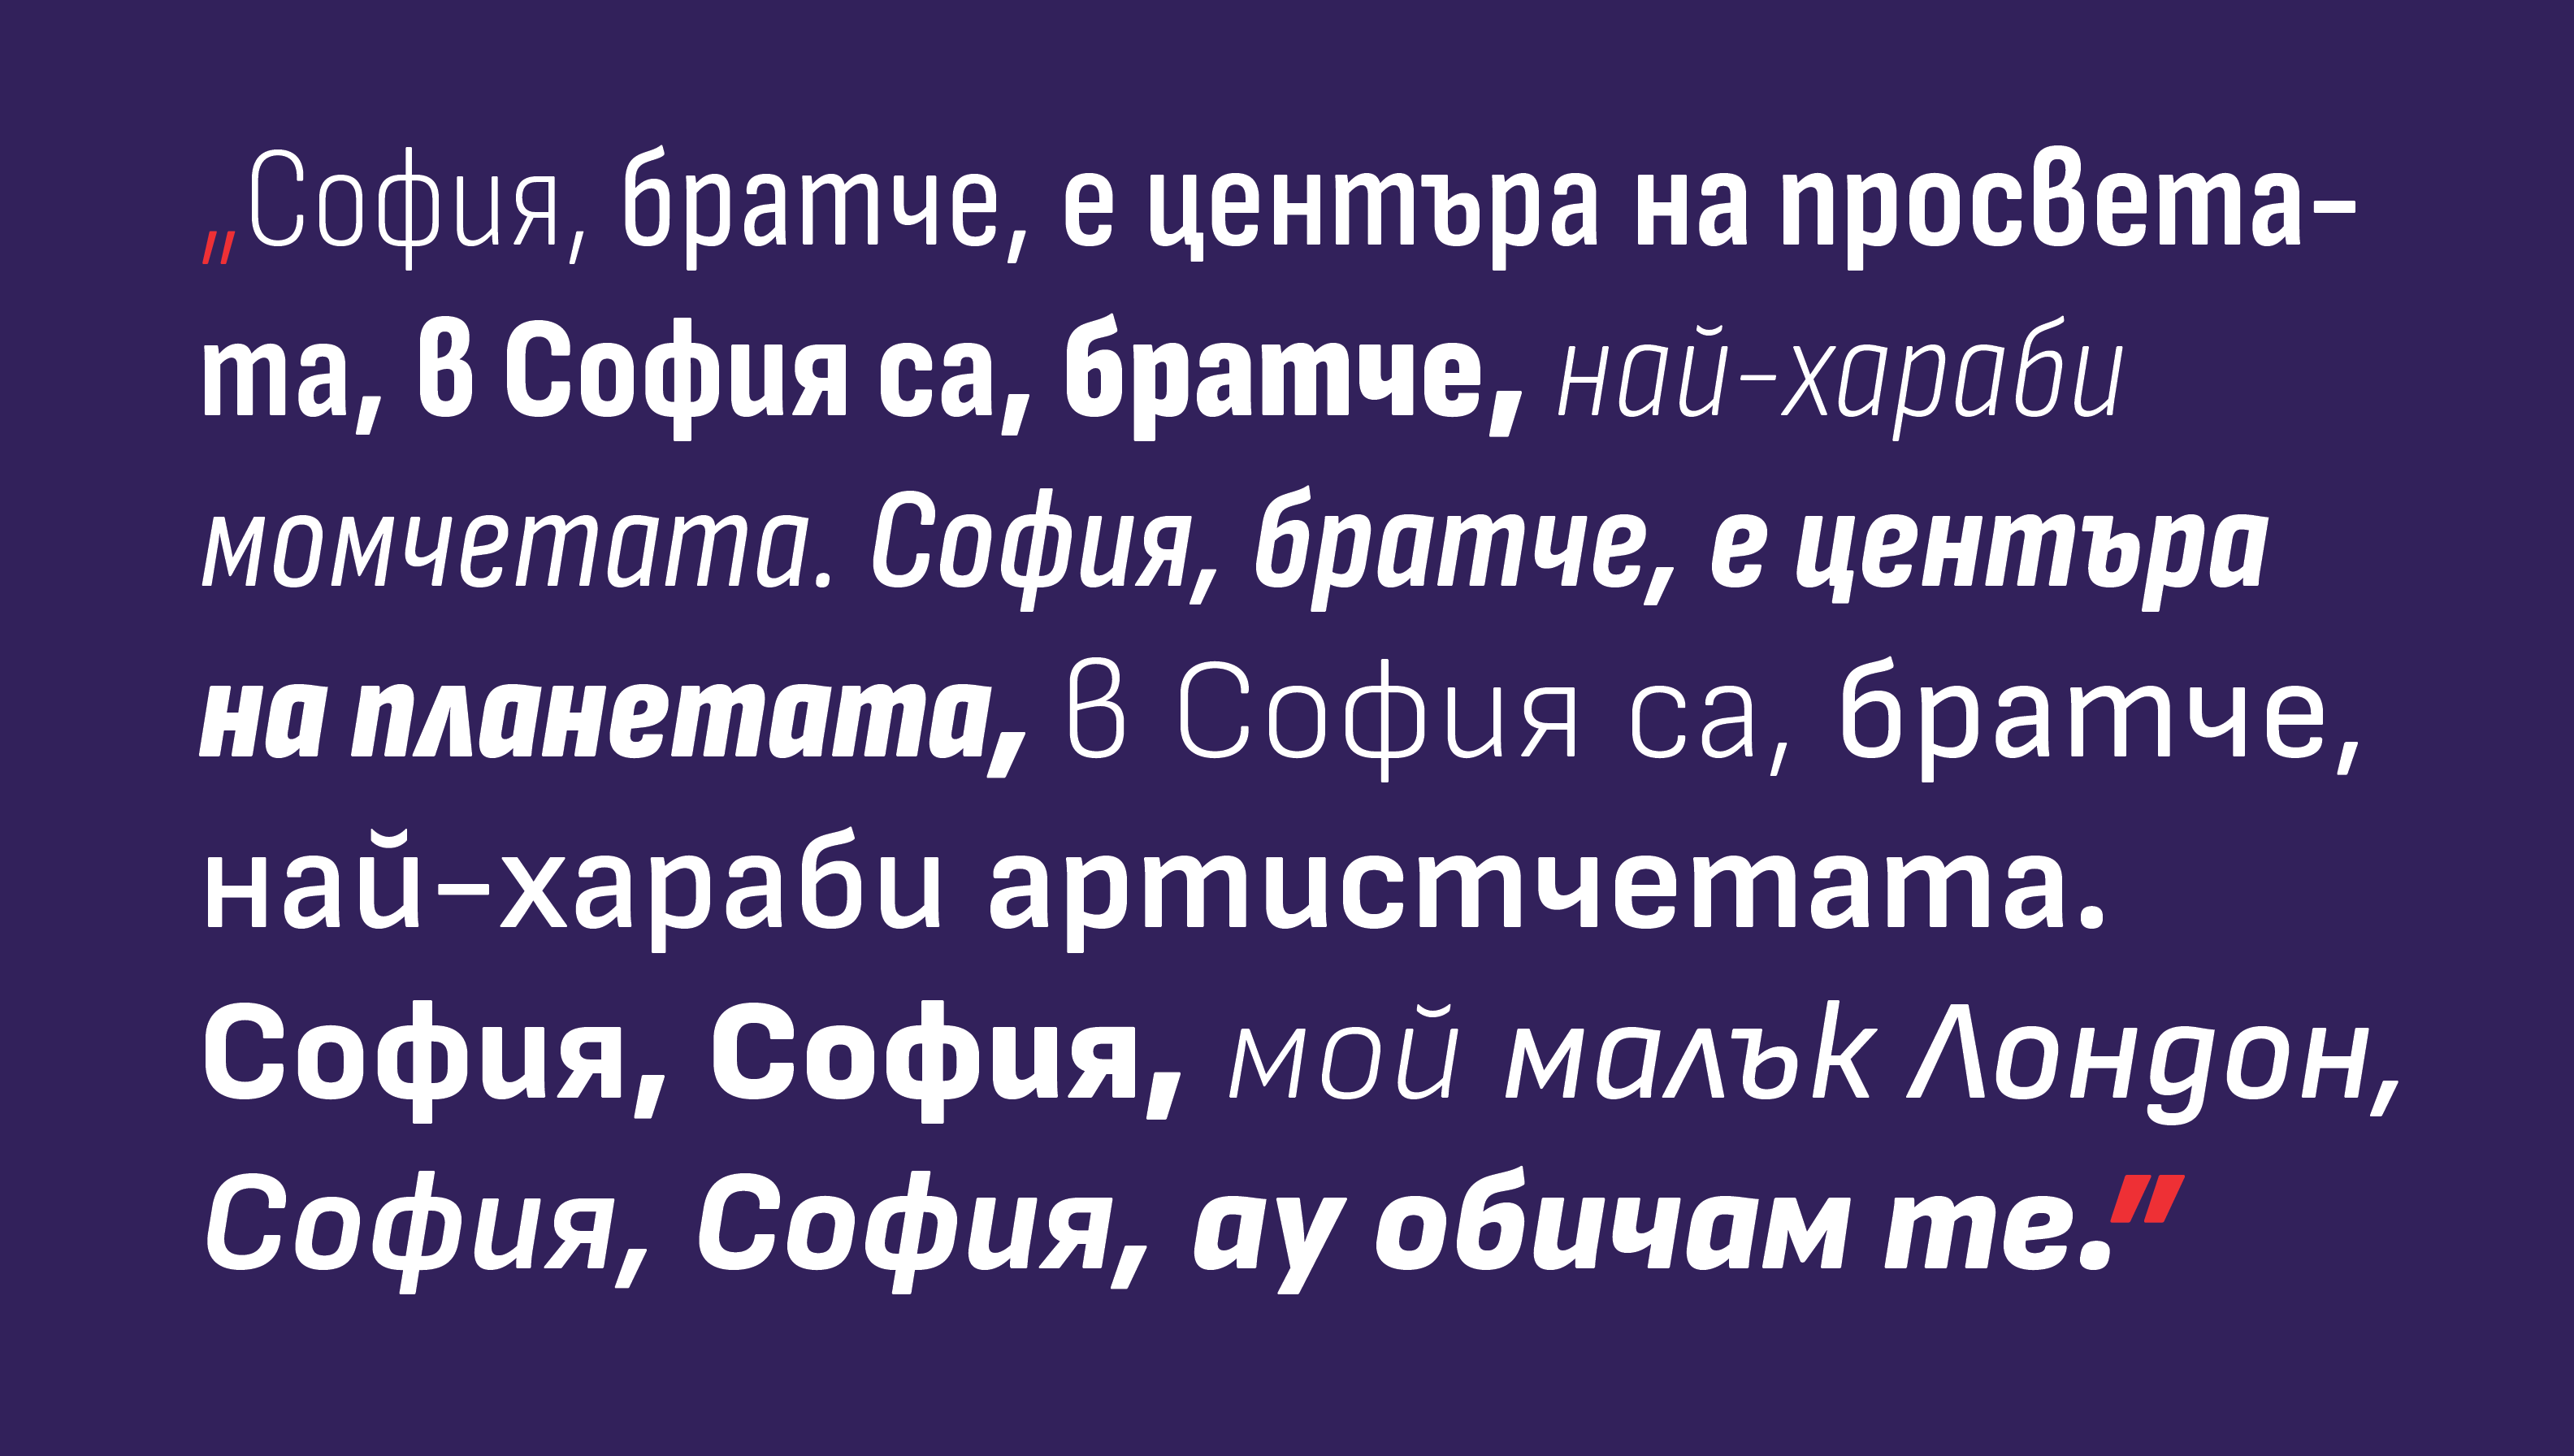 „София, братче, е центъра на просвета-
та, в София са, братче, най-хараби
момчетата. София, братче, е центъра
на планетата, в София са, братче,
най-хараби артистчетата.
София, София, мой малък Лондон,
София, София, ау обичам те.”